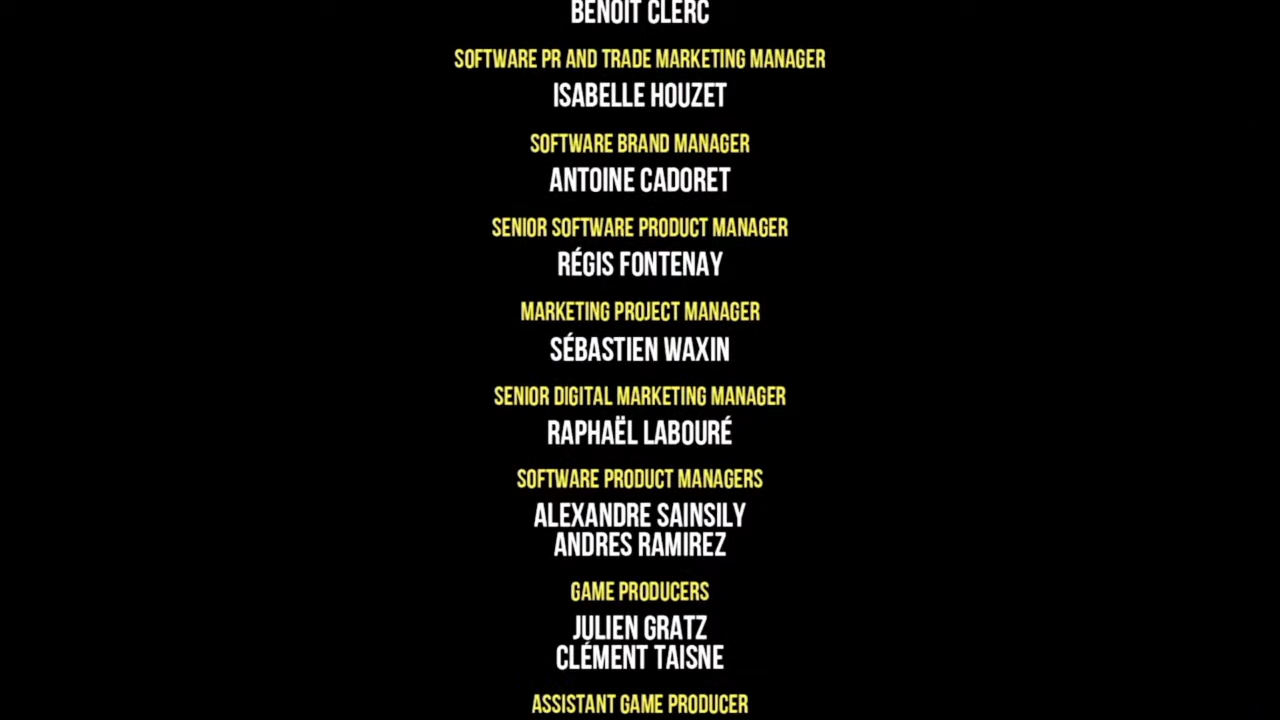 BENOIT CLERC
SOFTWARE PR AND TRADE MARKETING MANAGER
ISABELLE HOUZET
SOFTWARE BRAND MANAGER
ANTOINE CADORET
SENIOR SOFTWARE PRODUCT MANAGER
RÉGIS FONTENAY
MARKETING PROJECT MANAGER
SÉBASTIEN WAXIN
SENIOR DIGITAL MARKETING MANAGER
RAPHAËL LABOURÉ
SOFTWARE PRODUCT MANAGERS
ALEXANDRE SAINSILY
ANDRES RAMIREZ
GAME PRODUCERS
JULIEN GRATZ
CLÉMENT TAISNE
ASSISTANT GAME PRODUCER